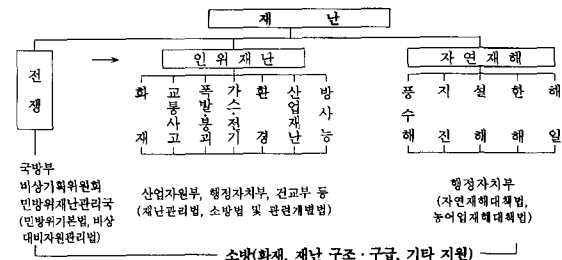 재 난
전쟁
인위재난
자연재해
화재
교통사고
폭발·붕괴
가스·전기
환경
산업재난
방사능
풍수해
지진
설해
한해
해일
국방부
비상기획위원회
민방위재난관리국
(민방위기본법, 비상
대비자원관리법)
산업자원부, 행정자치부, 건교부 등
(재난관리법, 소방법 및 관련개별법)
행정자치부
(자연재해대책법,
농어업재해대책법)
소방(화재, 재난 구조·구급, 기타 지원)